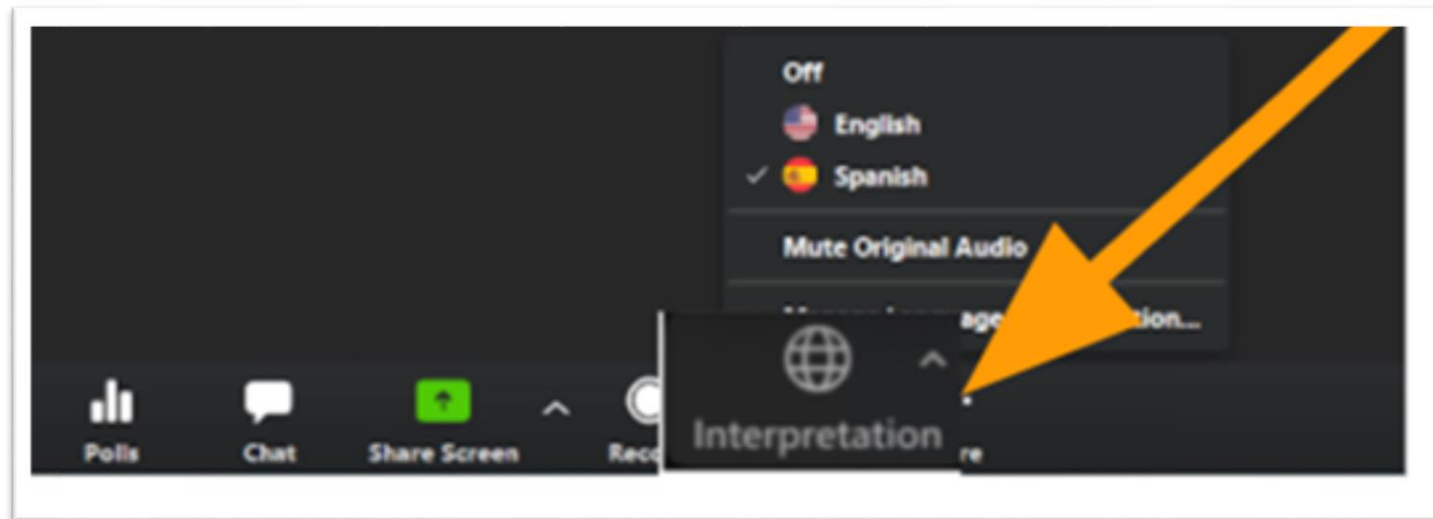 Off
English
Spanish
Mute Original Audio
Interpretation
Polls
Chat
Share Screen